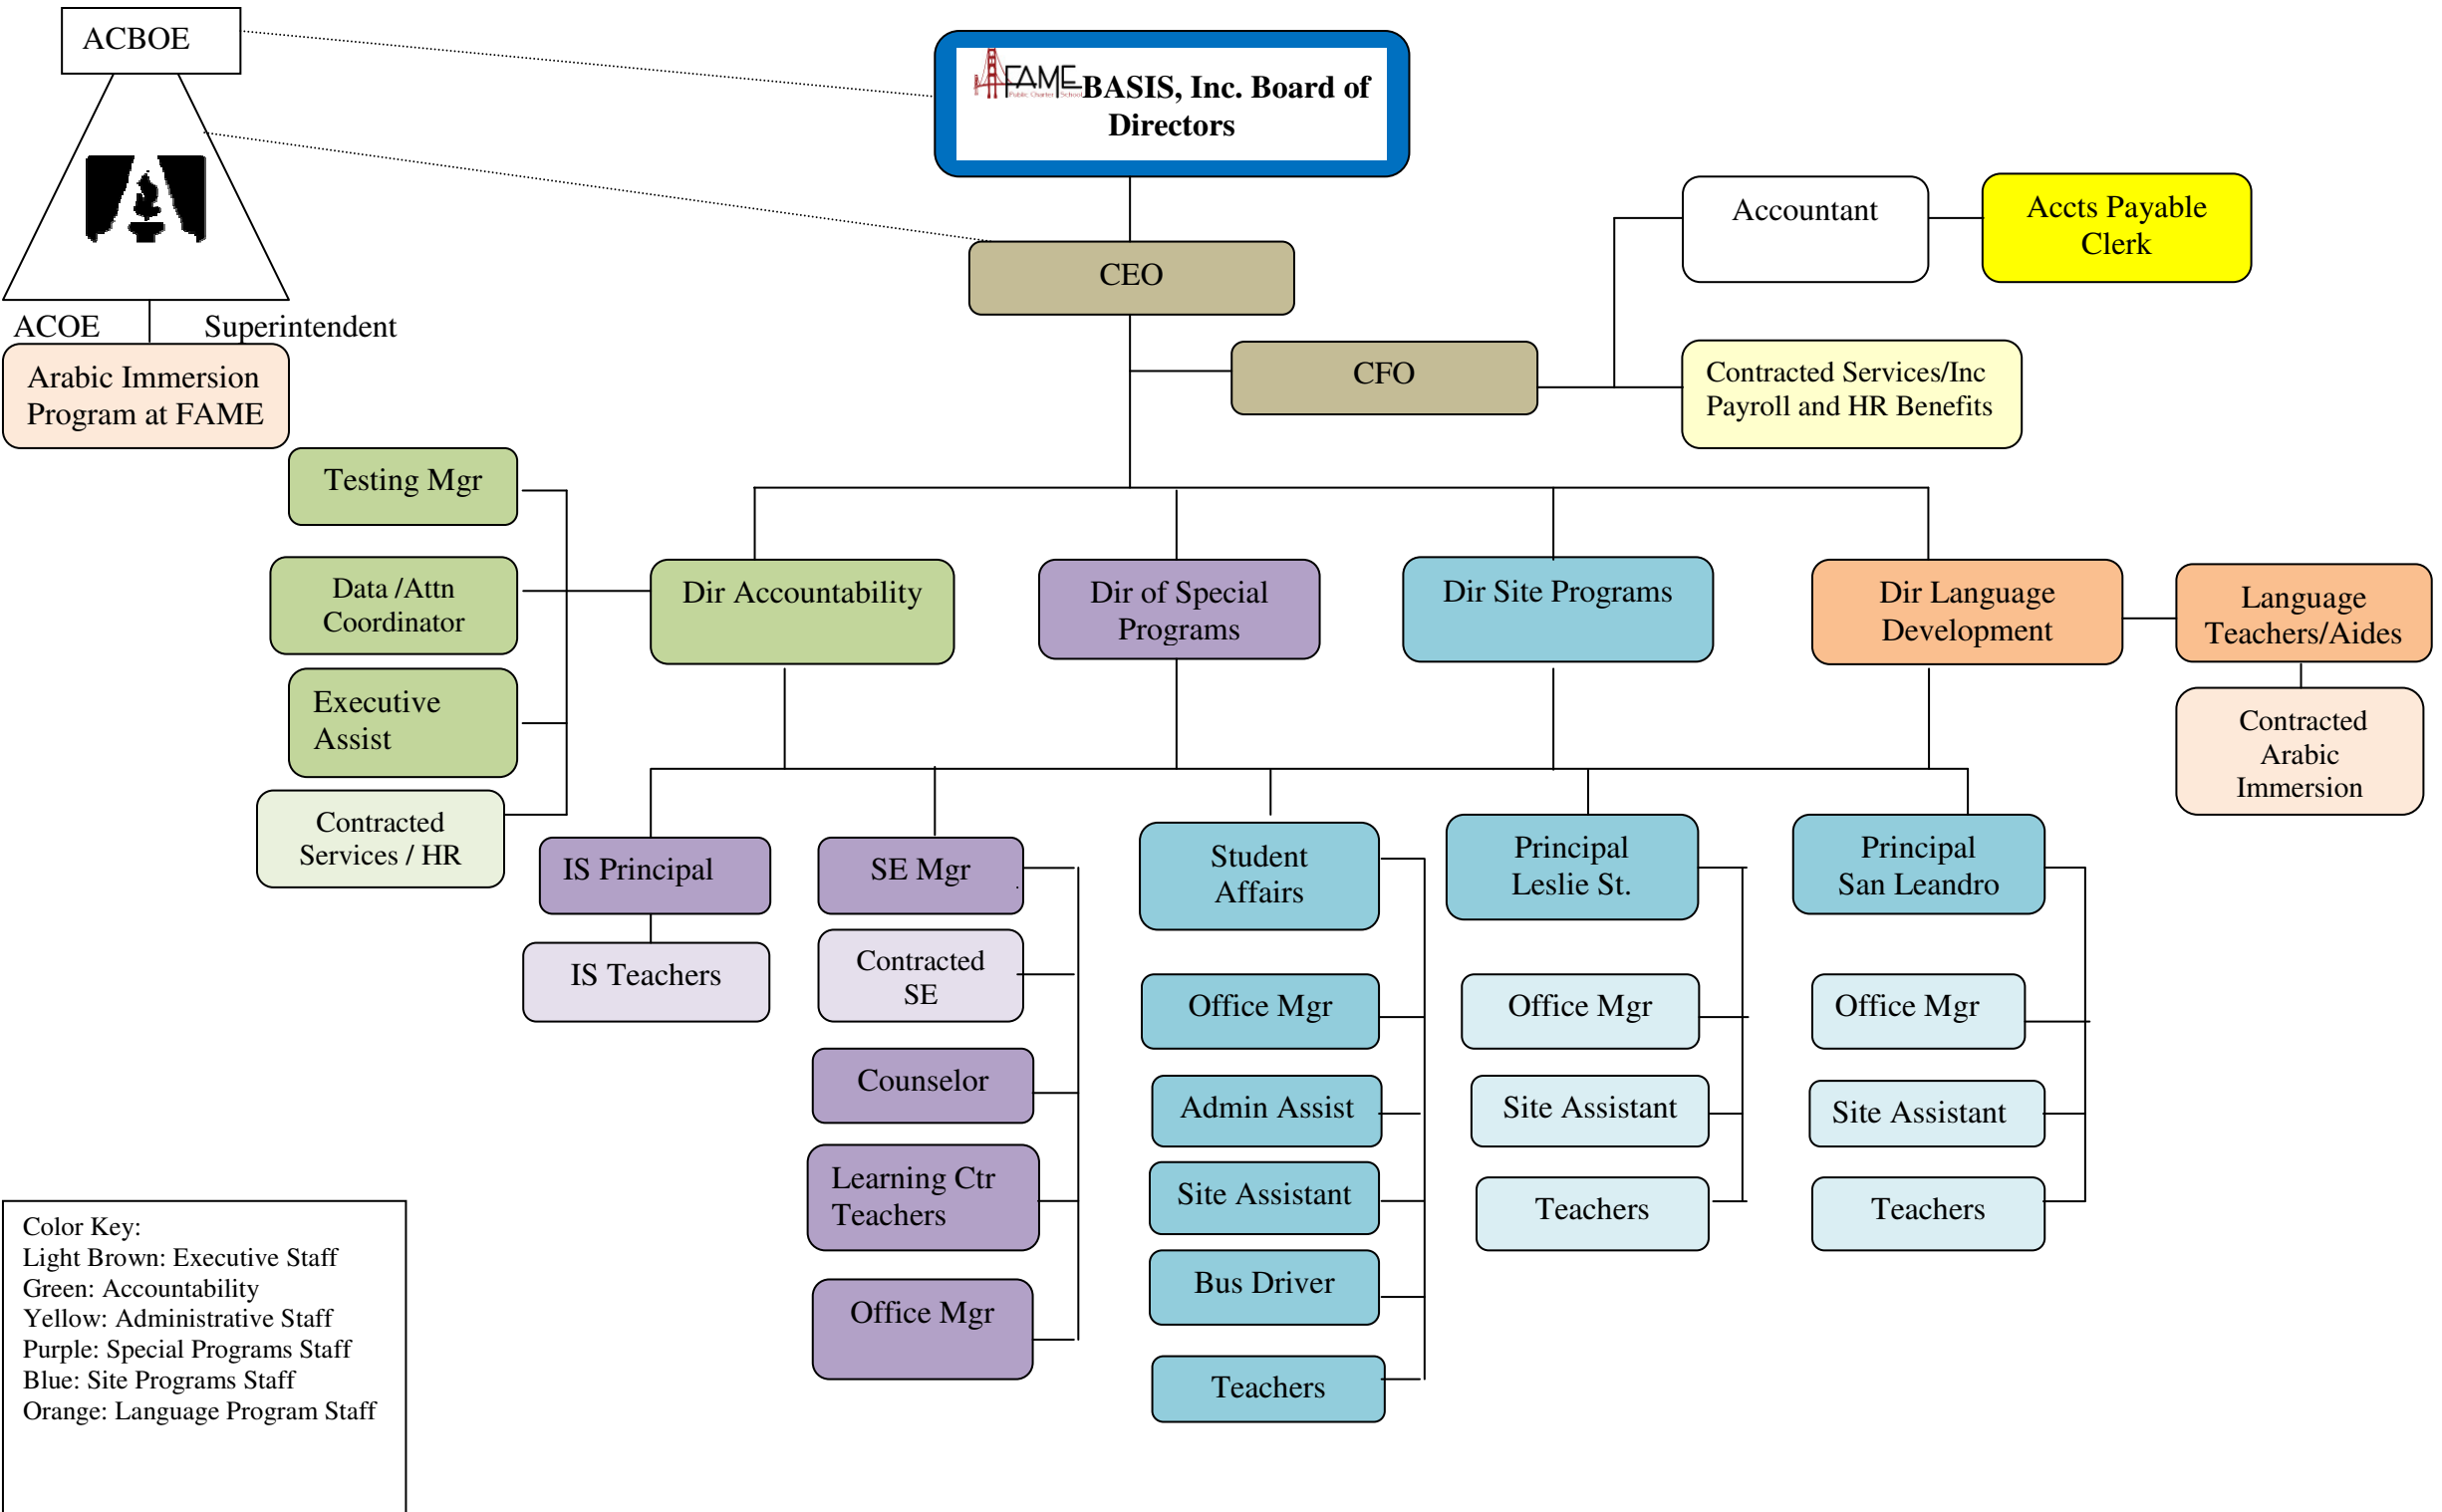 ACBOE
FAME
Public Charter School
BASIS, Inc. Board of
Directors
Accountant
Accts Payable
Clerk
CEO
ACOE
Superintendent
Arabic Immersion
Program at FAME
CFO
Contracted Services/Inc
Payroll and HR Benefits
Testing Mgr
Data /Attn
Coordinator
Executive
Assist
Contracted
Services / HR
Dir Accountability
Dir of Special
Programs
Dir Site Programs
Dir Language
Development
Language
Teachers/Aides
Contracted
Arabic
Immersion
IS Principal
IS Teachers
SE Mgr
Contracted
SE
Counselor
Learning Ctr
Teachers
Office Mgr
Student
Affairs
Office Mgr
Admin Assist
Site Assistant
Bus Driver
Teachers
Principal
Leslie St.
Office Mgr
Site Assistant
Teachers
Principal
San Leandro
Office Mgr
Site Assistant
Teachers
Color Key:
Light Brown: Executive Staff
Green: Accountability
Yellow: Administrative Staff
Purple: Special Programs Staff
Blue: Site Programs Staff
Orange: Language Program Staff